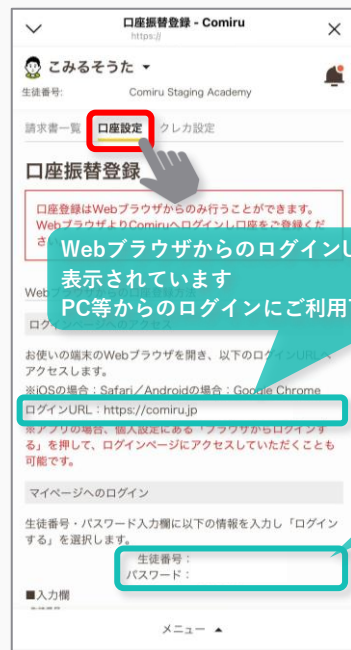 口座振替登録 - Comiru
https://
こみるそうた
生徒番号:
Comiru Staging Academy
請求書一覧 口座設定 クレカ設定
口座振替登録
口座登録はWebブラウザからのみ行うことができます。
WebブラウザよりComiruへログインし口座をご登録くだ
さ
Webブラウザからのログイン
表示されています
PC等からのログインにご利用
Webブラウザからの口座登録方法
ログインページへのアクセス
お使いの端末のWebブラウザを開き、以下のログインURLへ
アクセスします。
※iOSの場合：Safari／Androidの場合：Google Chrome
ログインURL：https://comiru.jp
※アプリの場合、個人設定にある「ブラウザからログインす
る」を押して、ログインページにアクセスしていただくことも
可能です。
マイページへのログイン
生徒番号・パスワード入力欄に以下の情報を入力し「ログイン
する」を選択します。
生徒番号：
パスワード：
■入力欄
メニュー